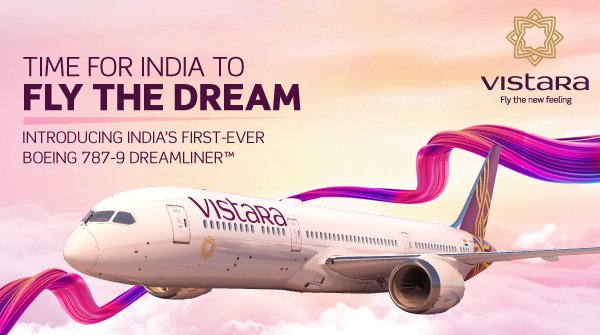 TIME FOR INDIA TO
FLY THE DREAM
INTRODUCING INDIA'S FIRST-EVER
BOEING 787-9 DREAMLINER™
VISTARA
Fly the new feeling
VISTARA